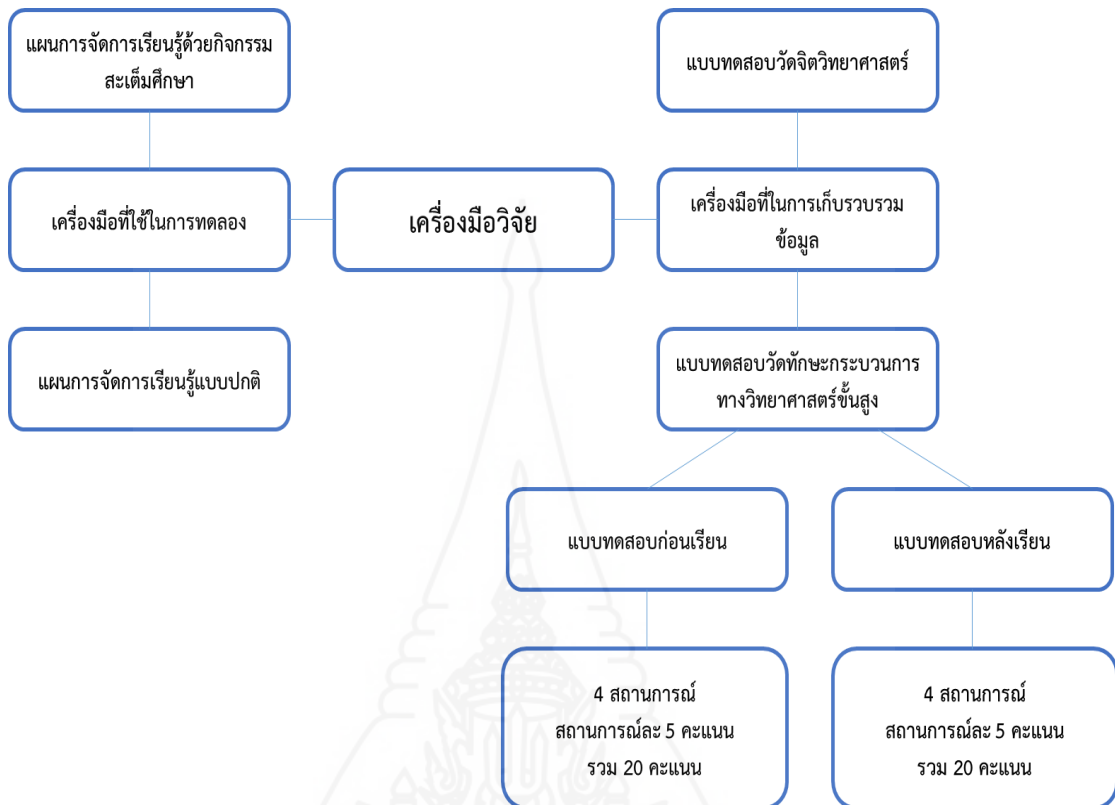 แผนการจัดการเรียนรู้ด้วยกิจกรรม
สะเต็มศึกษา
แบบทดสอบวัดจิตวิทยาศาสตร์
เครื่องมือที่ใช้ในการทดลอง
เครื่องมือวิจัย
เครื่องมือที่ในการเก็บรวบรวม
ข้อมูล
แผนการจัดการเรียนรู้แบบปกติ
แบบทดสอบวัดทักษะกระบวนการ
ทางวิทยาศาสตร์ขั้นสูง
แบบทดสอบก่อนเรียน
แบบทดสอบหลังเรียน
4 สถานการณ์
สถานการณ์ละ 5 คะแนน
รวม 20 คะแนน
4 สถานการณ์
สถานการณ์ละ 5 คะแนน
รวม 20 คะแนน